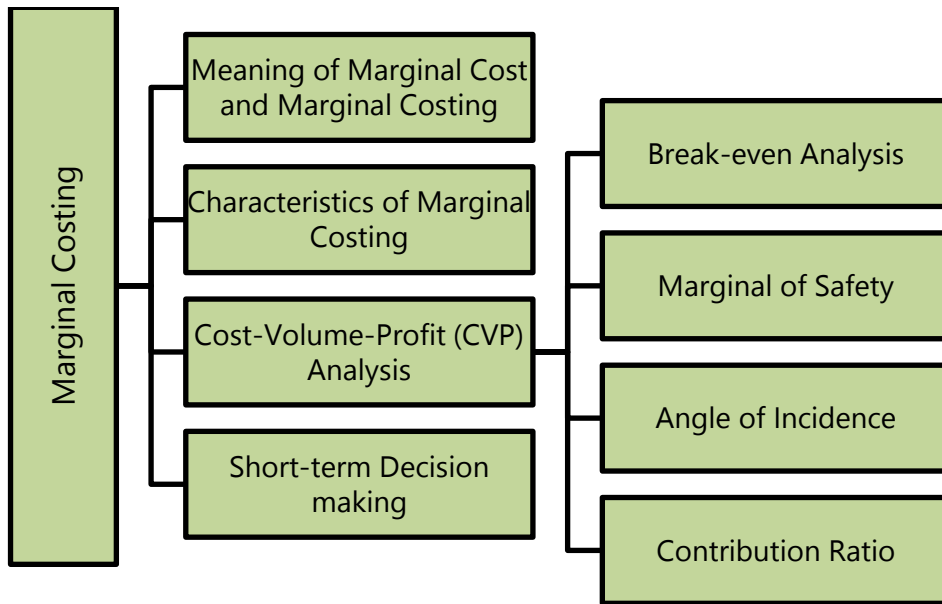 Marginal Costing
Meaning of Marginal Cost
and Marginal Costing
Characteristics of Marginal
Costing
Cost-Volume-Profit (CVP)
Analysis
Short-term Decision
making
Break-even Analysis
Marginal of Safety
Angle of Incidence
Contribution Ratio